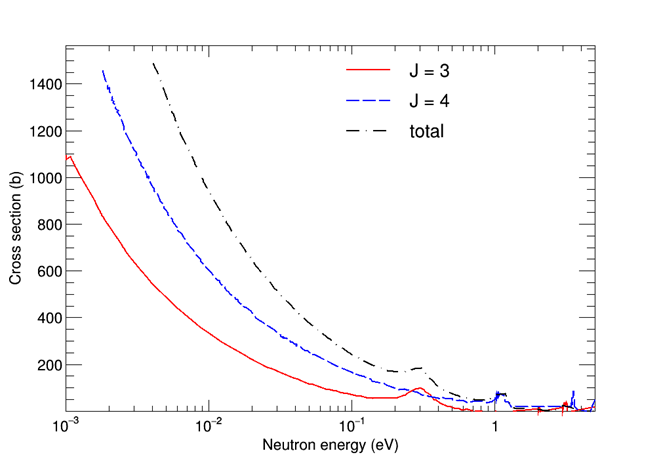 J = 3
J = 4
total
1400
1200
1000
800
600
400
200
Cross section (b)
10⁻³
10⁻²
10⁻¹
1
Neutron energy (eV)